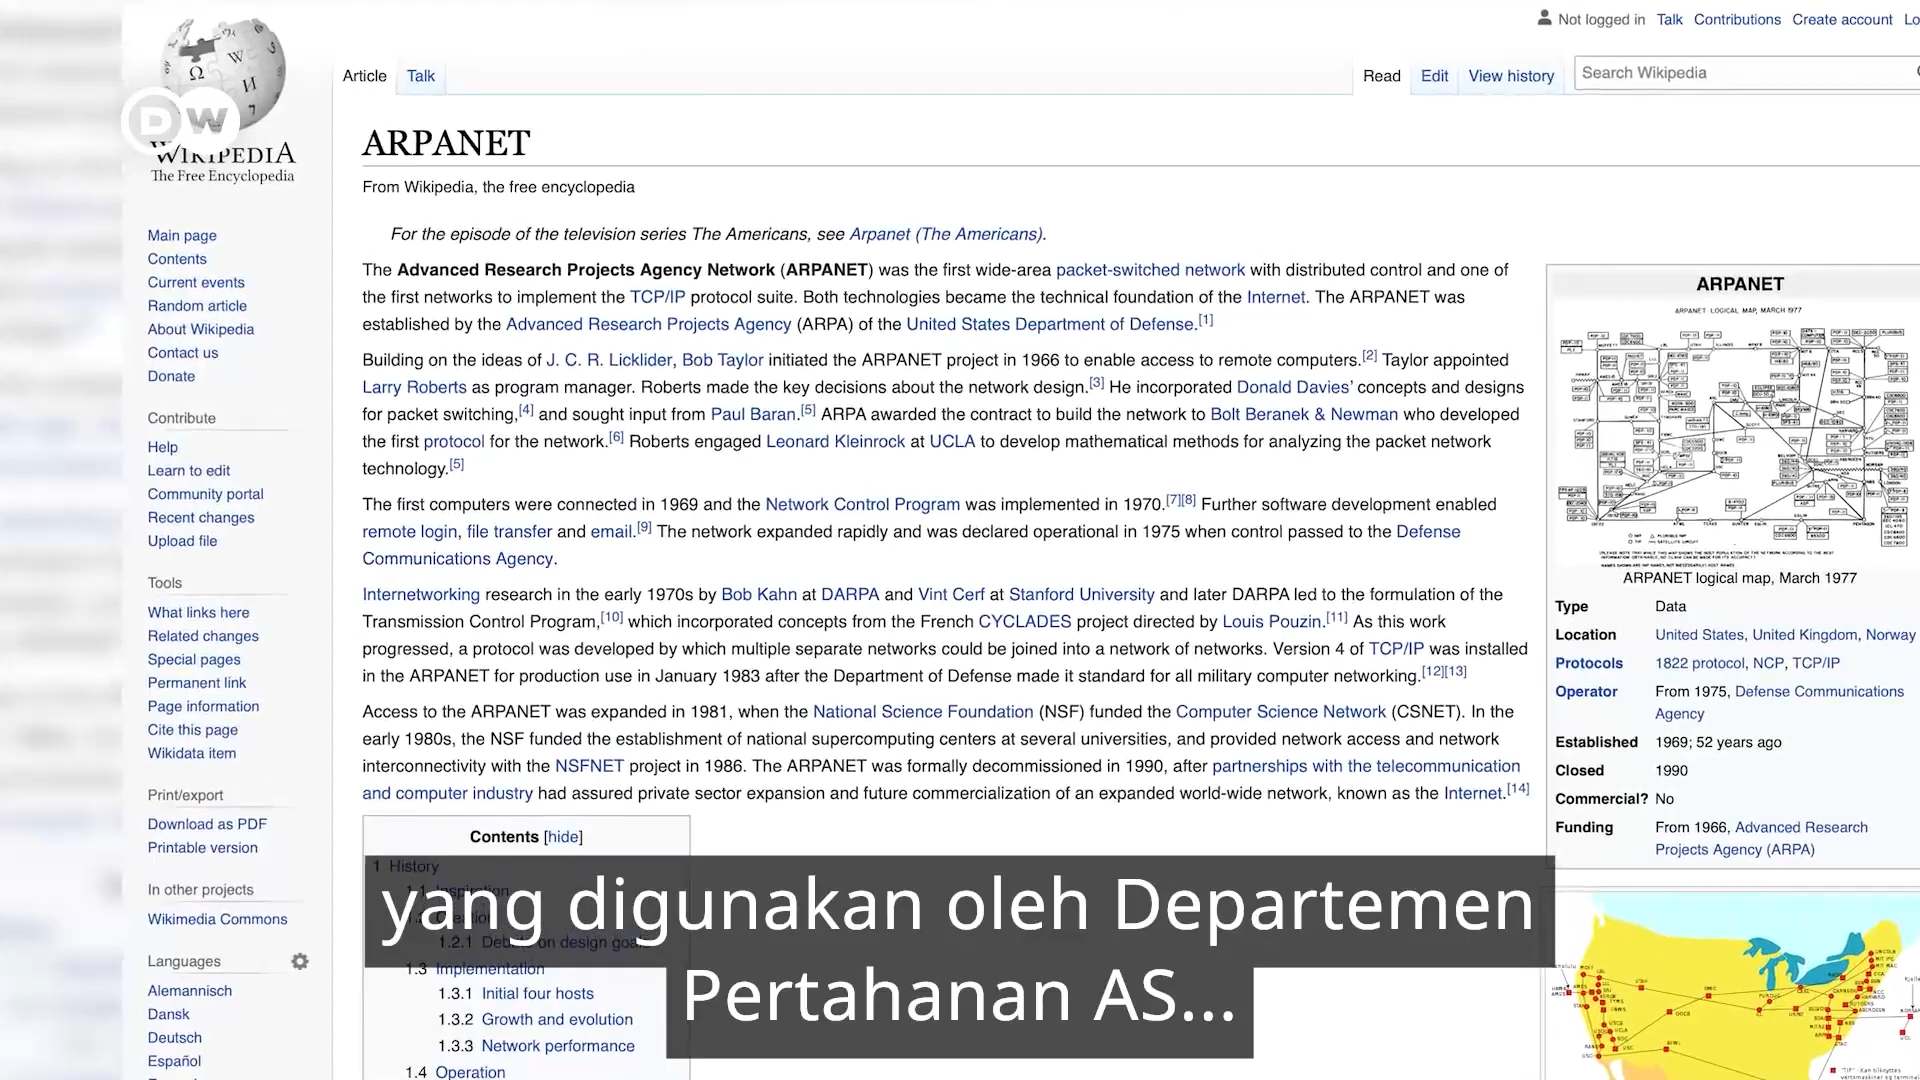 Not logged in Talk Contributions Create account
Article Talk Read Edit View history Search Wikipedia
DW
WIKIPEDIA
The Free Encyclopedia
Main page
Contents
Current events
Random article
About Wikipedia
Contact us
Donate
Contribute
Help
Learn to edit
Community portal
Recent changes
Upload file
Tools
What links here
Related changes
Special pages
Permanent link
Page information
Cite this page
Wikidata item
Print/export
Download as PDF
Printable version
In other projects
Wikimedia Commons
Languages
Alemannisch
Dansk
Deutsch
Español
ARPANET
From Wikipedia, the free encyclopedia
For the episode of the television series The Americans, see Arpanet (The Americans).
The Advanced Research Projects Agency Network (ARPANET) was the first wide-area packet-switched network with distributed control and one of
the first networks to implement the TCP/IP protocol suite. Both technologies became the technical foundation of the Internet. The ARPANET was
established by the Advanced Research Projects Agency (ARPA) of the United States Department of Defense.[1]
Building on the ideas of J. C. R. Licklider, Bob Taylor initiated the ARPANET project in 1966 to enable access to remote computers.[2] Taylor appointed
Larry Roberts as program manager. Roberts made the key decisions about the network design.[3] He incorporated Donald Davies' concepts and designs
for packet switching,[4] and sought input from Paul Baran.[5] ARPA awarded the contract to build the network to Bolt Beranek & Newman who developed
the first protocol for the network.[6] Roberts engaged Leonard Kleinrock at UCLA to develop mathematical methods for analyzing the packet network
technology.[5]
The first computers were connected in 1969 and the Network Control Program was implemented in 1970.[7][8] Further software development enabled
remote login, file transfer and email.[9] The network expanded rapidly and was declared operational in 1975 when control passed to the Defense
Communications Agency.
Internetworking research in the early 1970s by Bob Kahn at DARPA and Vint Cerf at Stanford University and later DARPA led to the formulation of the
Transmission Control Program,[10] which incorporated concepts from the French CYCLADES project directed by Louis Pouzin.[11] As this work
progressed, a protocol was developed by which multiple separate networks could be joined into a network of networks. Version 4 of TCP/IP was installed
in the ARPANET for production use in January 1983 after the Department of Defense made it standard for all military computer networking.[12][13]
Access to the ARPANET was expanded in 1981, when the National Science Foundation (NSF) funded the Computer Science Network (CSNET). In the
early 1980s, the NSF funded the establishment of national supercomputing centers at several universities, and provided network access and network
interconnectivity with the NSFNET project in 1986. The ARPANET was formally decommissioned in 1990, after partnerships with the telecommunication
and computer industry had assured private sector expansion and future commercialization of an expanded world-wide network, known as the Internet.[14]
Contents [hide]
1 History
1.1 Inspiration
1.2 Creation
1.2.1 Debate on design goals
1.3 Implementation
1.3.1 Initial four hosts
1.3.2 Growth and evolution
1.3.3 Network performance
1.4 Operation
ARPANET
ARPANET LOGICAL MAP, MARCH 1977
ARPANET logical map, March 1977
Type Data
Location United States, United Kingdom, Norway
Protocols 1822 protocol, NCP, TCP/IP
Operator From 1975, Defense Communications
Agency
Established 1969; 52 years ago
Closed 1990
Commercial? No
Funding From 1966, Advanced Research
Projects Agency (ARPA)
yang digunakan oleh Departemen
Pertahanan AS...